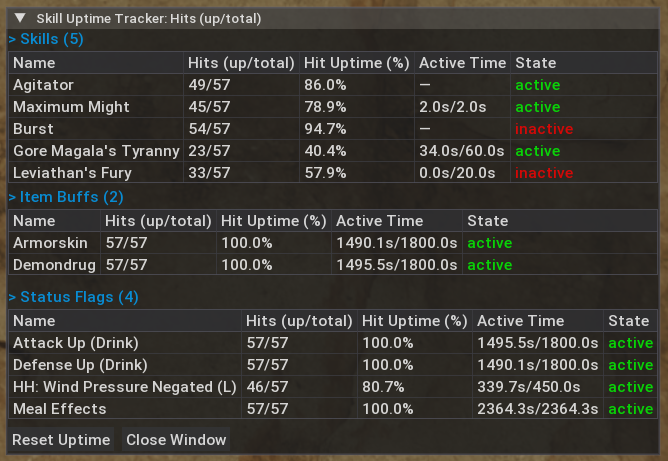 ▼ Skill Uptime Tracker: Hits (up/total)
> Skills (5)
Name Hits (up/total) Hit Uptime (%) Active Time State
Agitator 49/57 86.0% — active
Maximum Might 45/57 78.9% 2.0s/2.0s active
Burst 54/57 94.7% — inactive
Gore Magala's Tyranny 23/57 40.4% 34.0s/60.0s active
Leviathan's Fury 33/57 57.9% 0.0s/20.0s inactive
> Item Buffs (2)
Name Hits (up/total) Hit Uptime (%) Active Time State
Armorskin 57/57 100.0% 1490.1s/1800.0s active
Demondrug 57/57 100.0% 1495.5s/1800.0s active
> Status Flags (4)
Name Hits (up/total) Hit Uptime (%) Active Time State
Attack Up (Drink) 57/57 100.0% 1495.5s/1800.0s active
Defense Up (Drink) 57/57 100.0% 1490.1s/1800.0s active
HH: Wind Pressure Negated (L) 46/57 80.7% 339.7s/450.0s active
Meal Effects 57/57 100.0% 2364.3s/2364.3s active
Reset Uptime Close Window